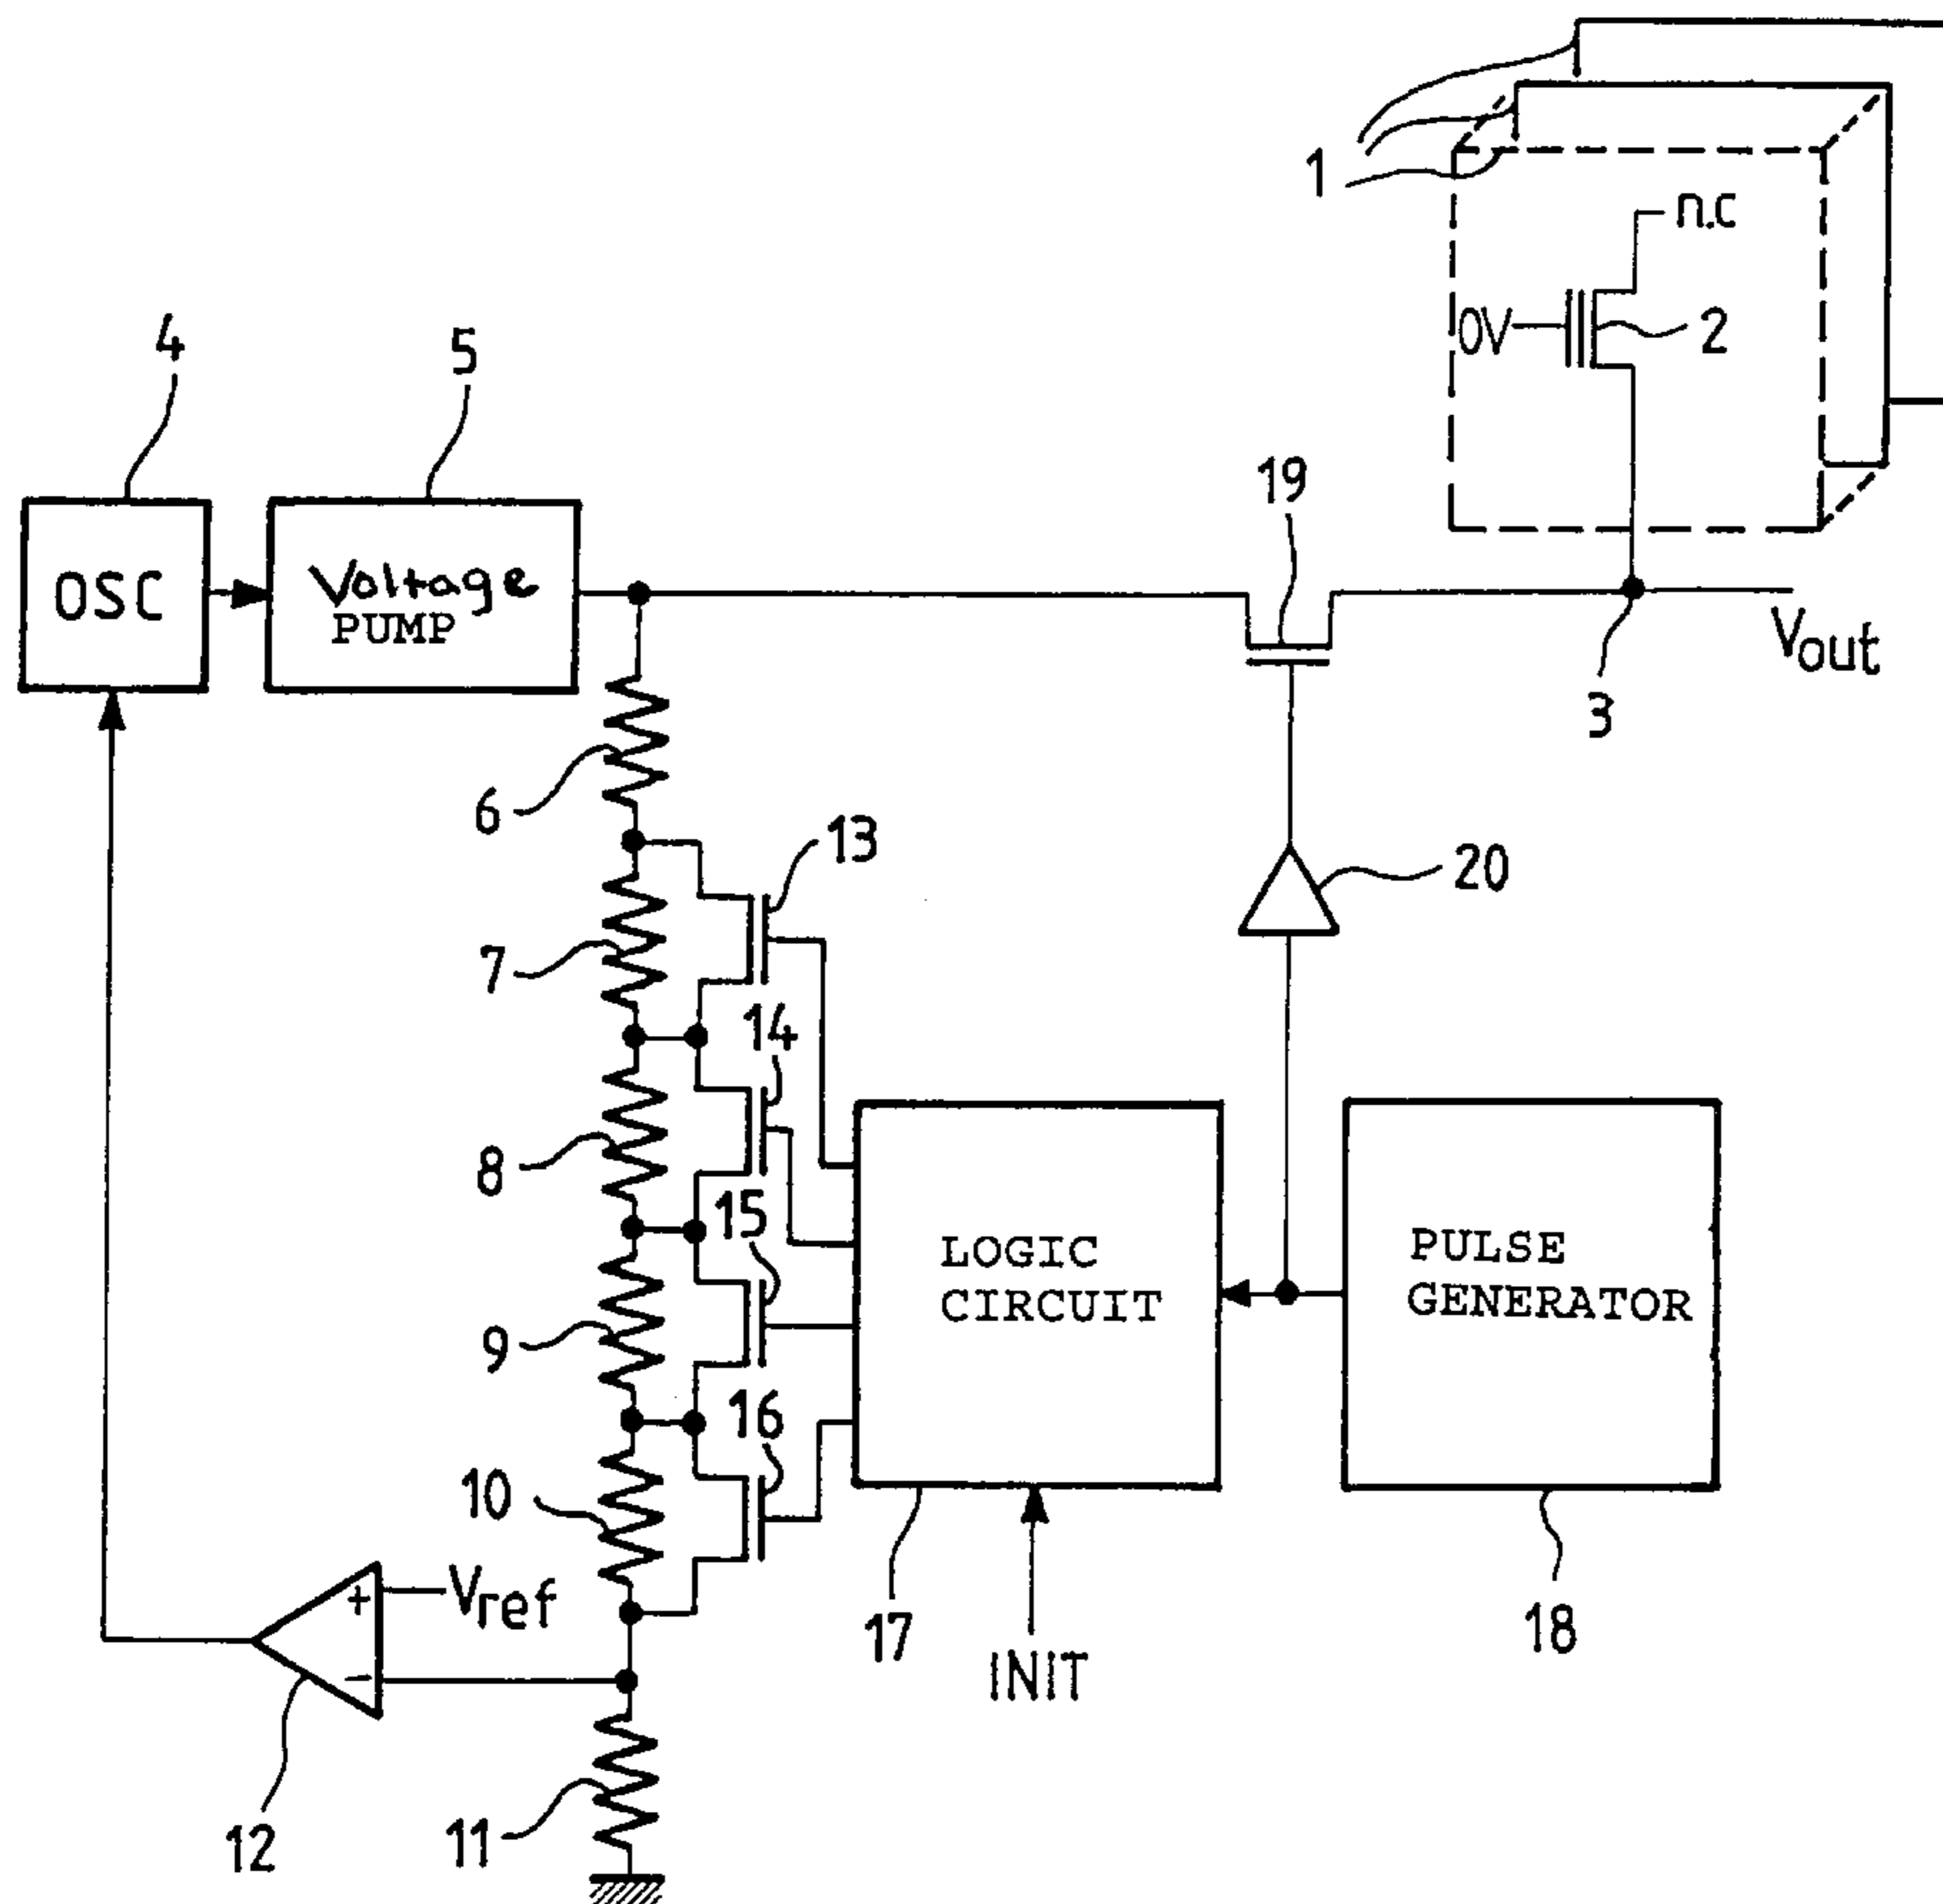 1
n.c
0V
2
4
5
19
OSC
Voltage
PUMP
Vout
3
6
13
20
7
14
8
15
LOGIC
CIRCUIT
PULSE
GENERATOR
9
16
10
Vref
+
−
17
18
INIT
12
11